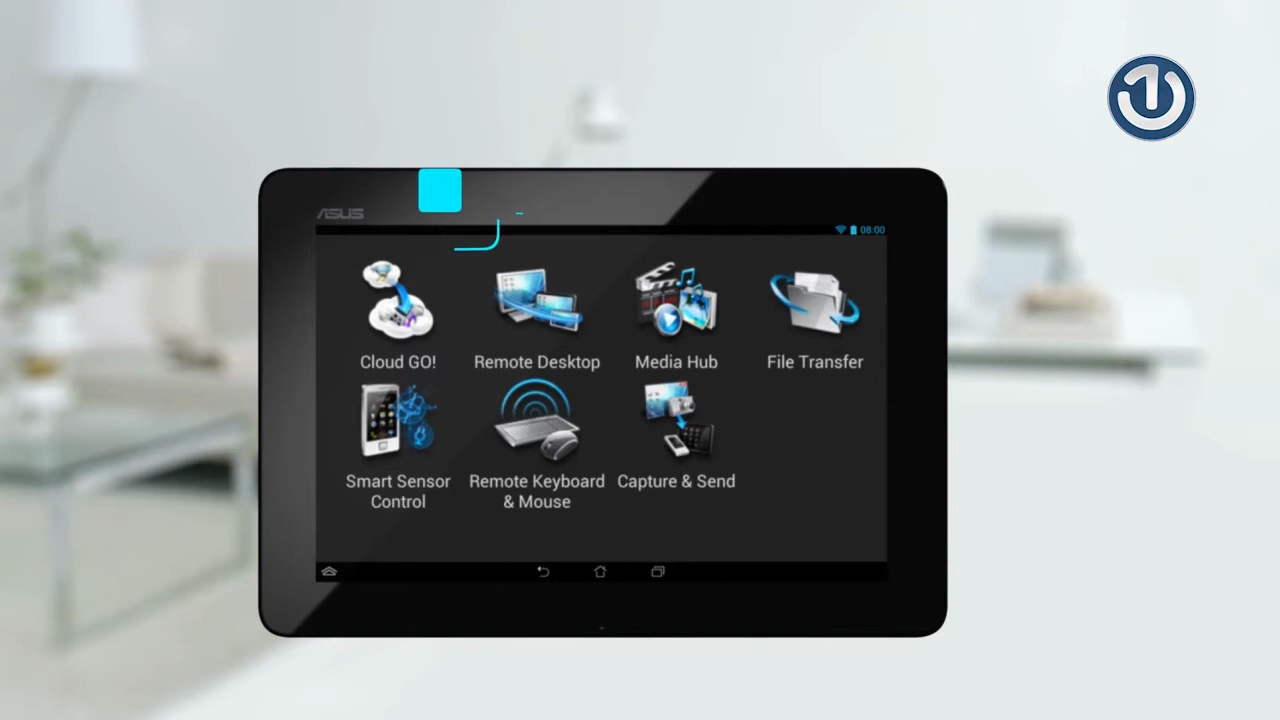 ASUS
08:00
Cloud GO!
Remote Desktop
Media Hub
File Transfer
Smart Sensor
Control
Remote Keyboard
& Mouse
Capture & Send